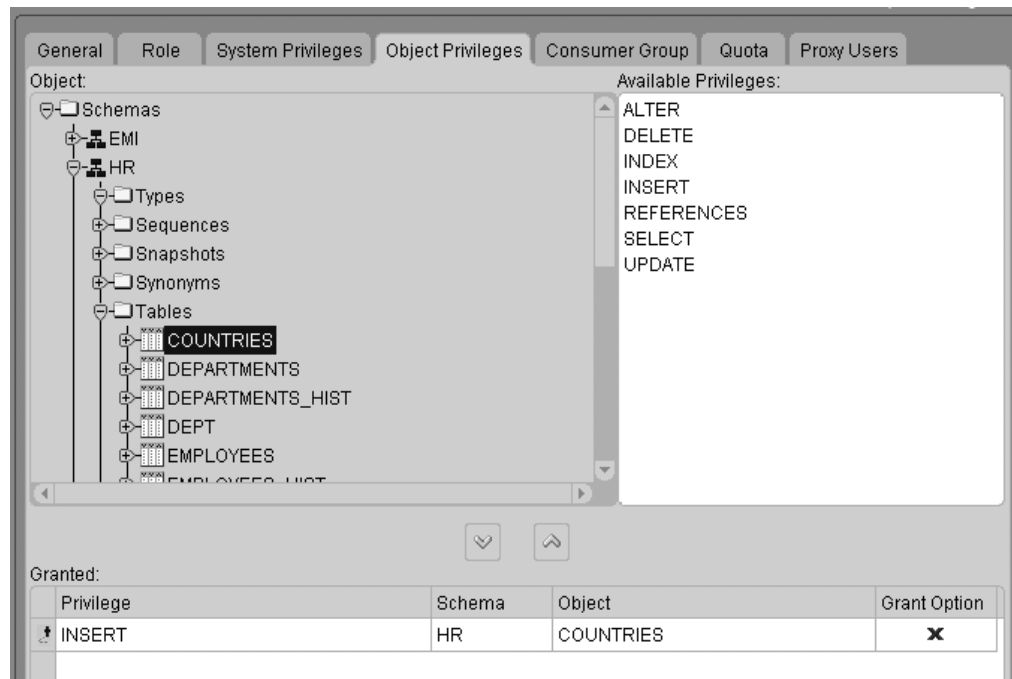 General Role System Privileges Object Privileges Consumer Group Quota Proxy Users
Object:
Schemas
EMI
HR
Types
Sequences
Snapshots
Synonyms
Tables
COUNTRIES
DEPARTMENTS
DEPARTMENTS_HIST
DEPT
EMPLOYEES
EMPLOYEES_HIST
Available Privileges:
ALTER
DELETE
INDEX
INSERT
REFERENCES
SELECT
UPDATE
Granted:
Privilege Schema Object Grant Option
INSERT HR COUNTRIES